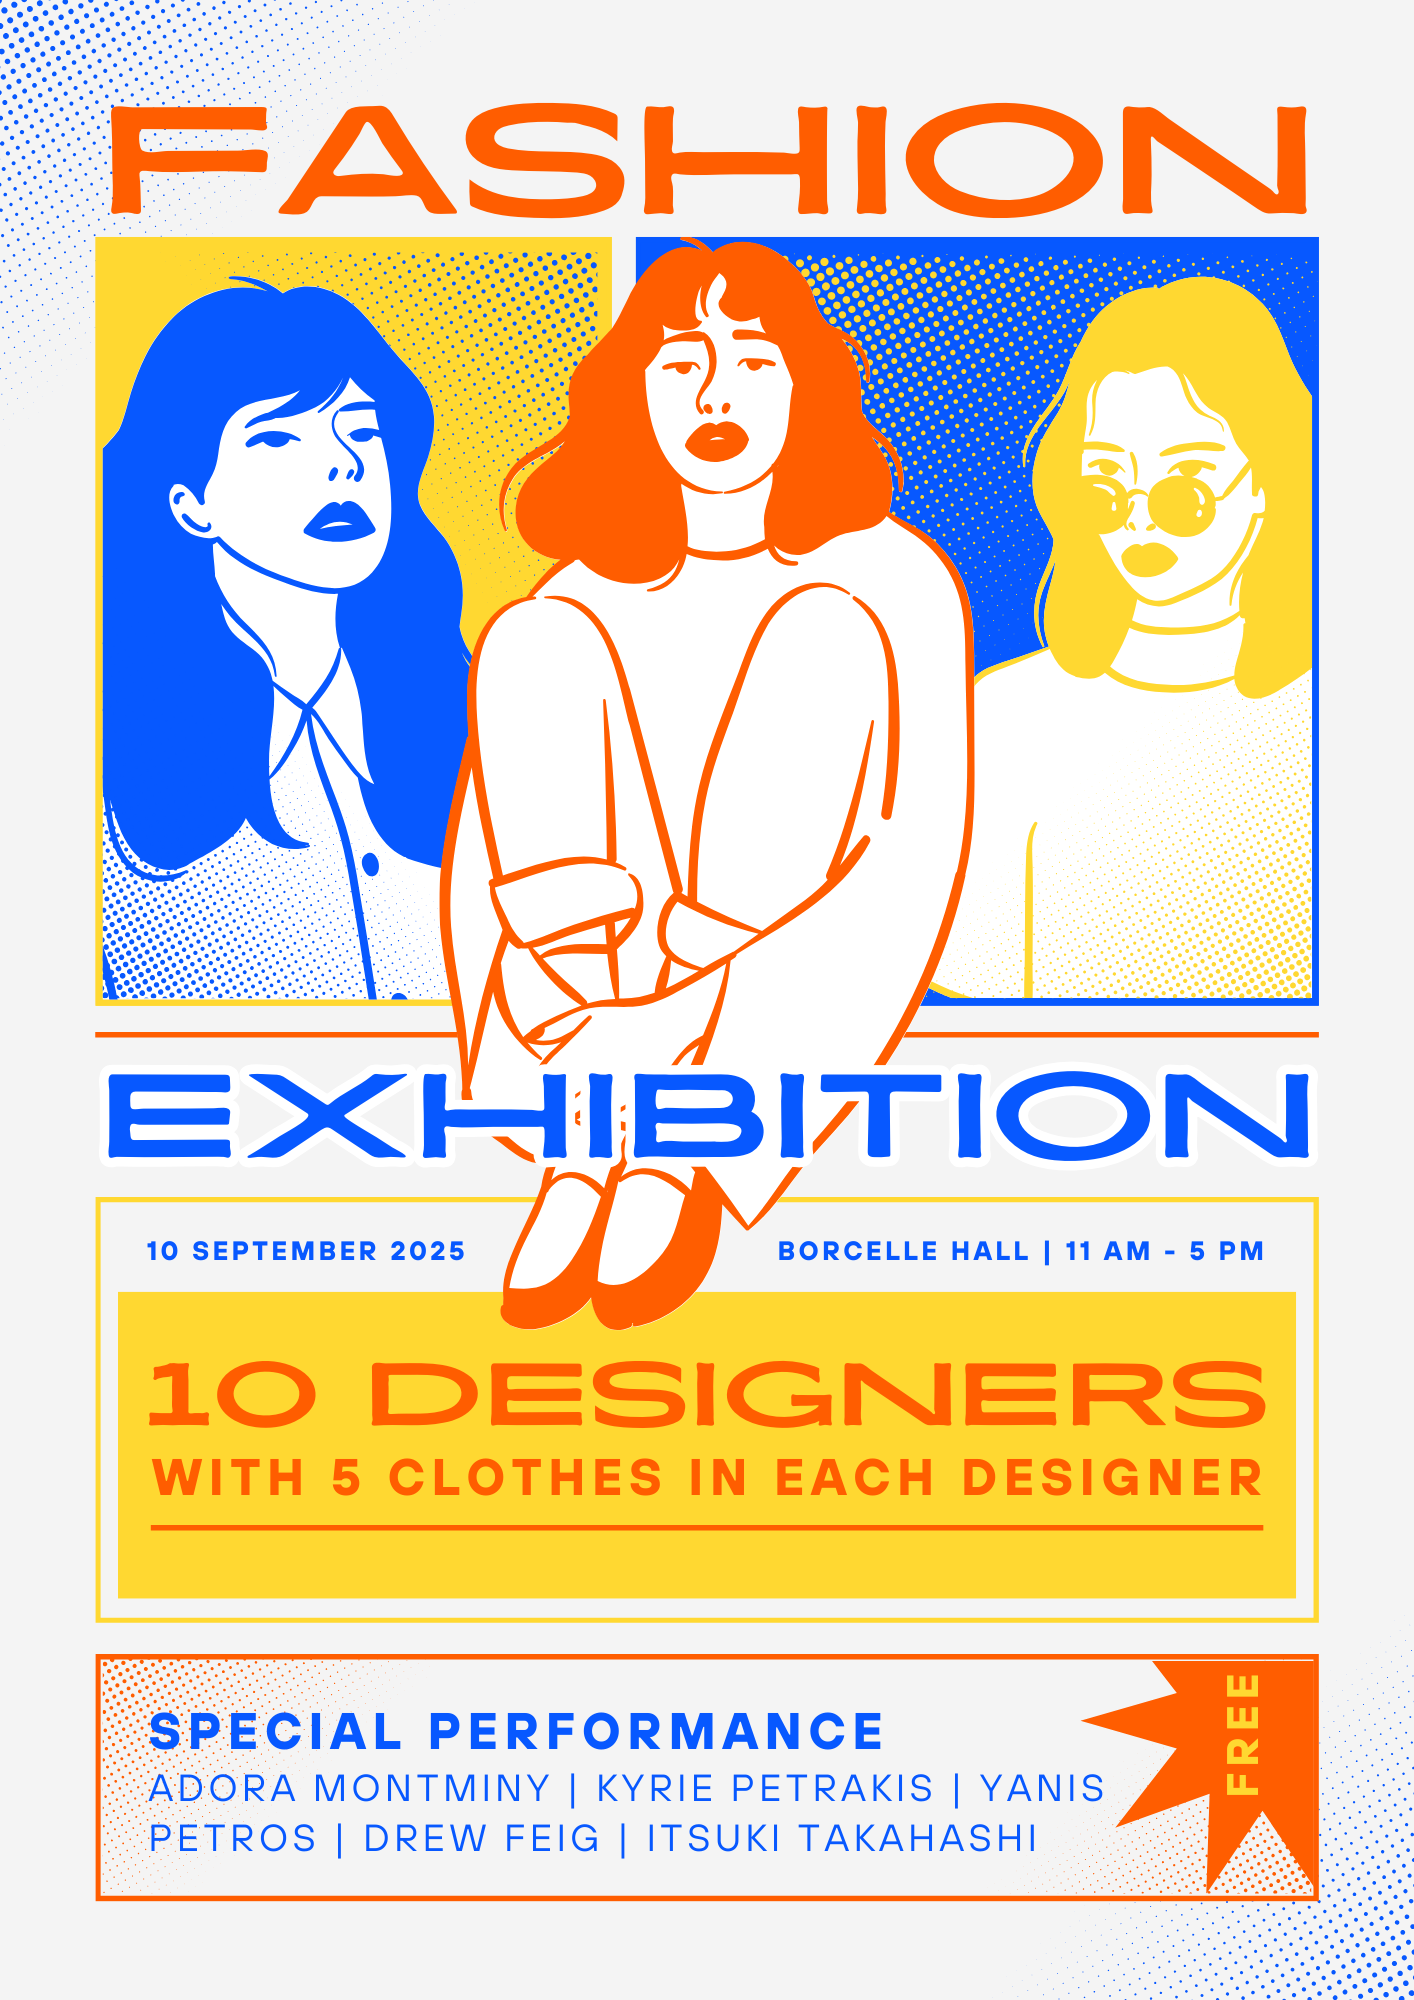 FASHION
EXHIBITION
10 SEPTEMBER 2025
BORCELLE HALL | 11 AM - 5 PM
10 DESIGNERS
WITH 5 CLOTHES IN EACH DESIGNER
SPECIAL PERFORMANCE
ADORA MONTMINY | KYRIE PETRAKIS | YANIS
PETROS | DREW FEIG | ITSUKI TAKAHASHI
FREE